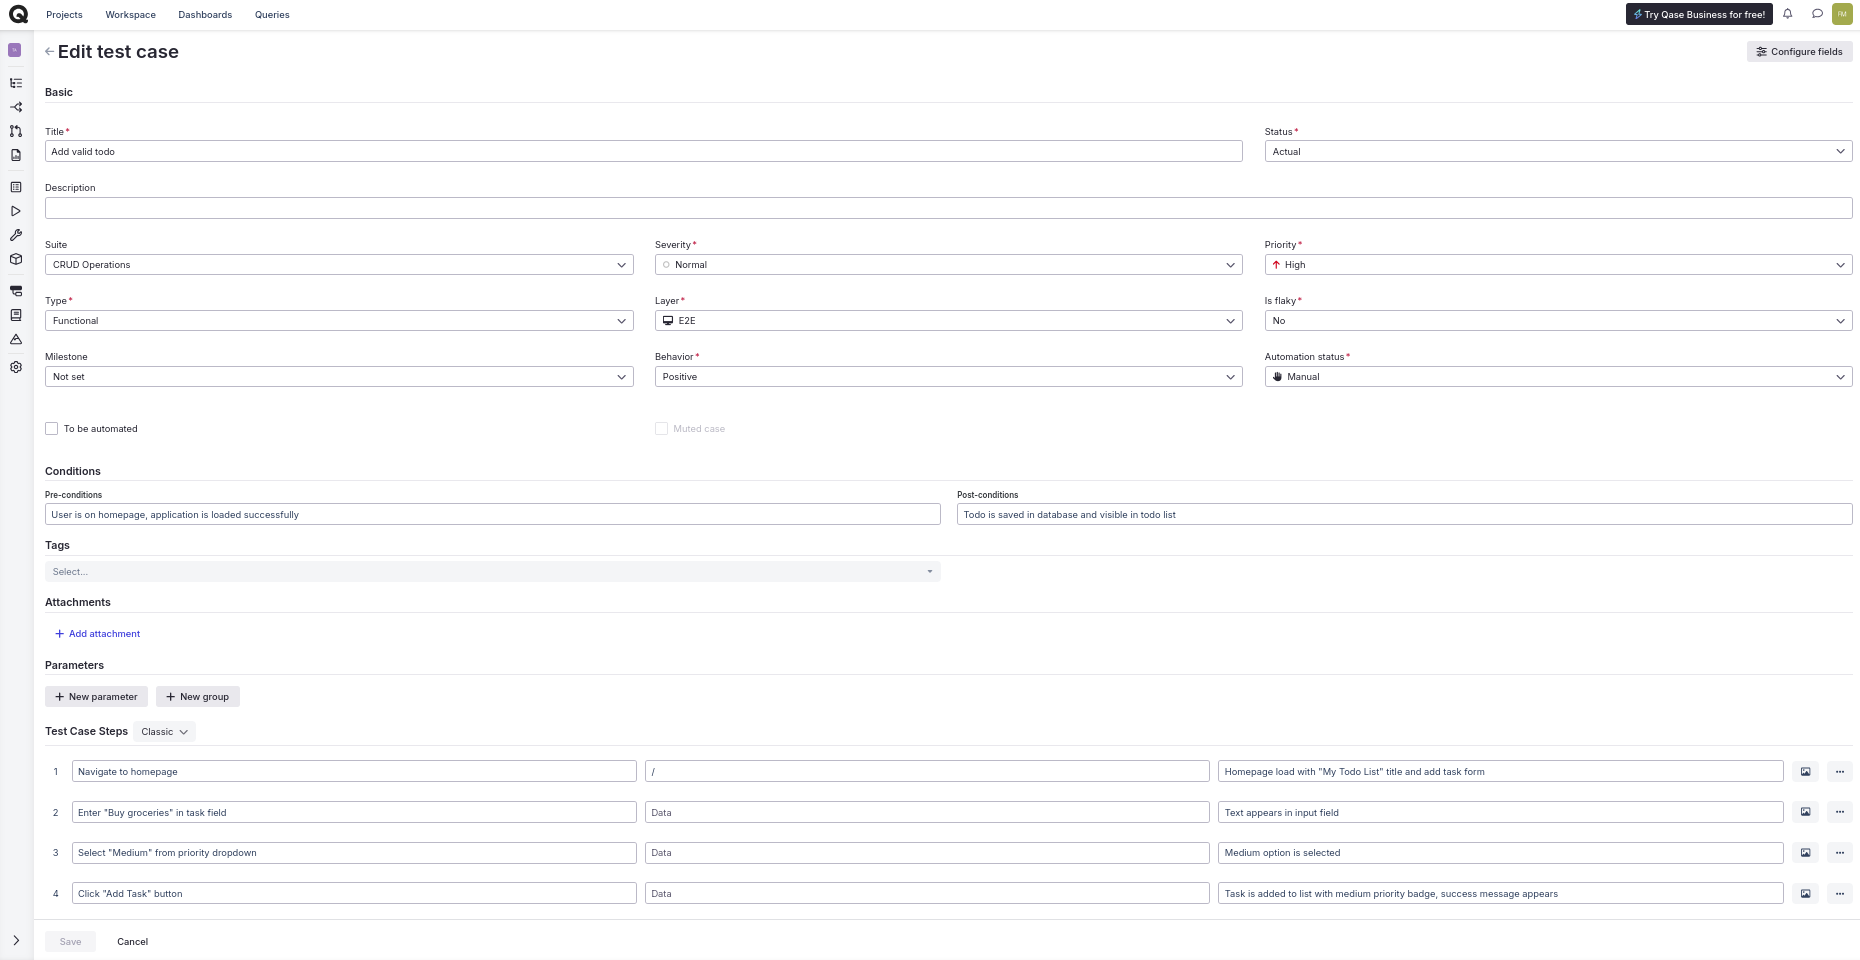 Projects Workspace Dashboards Queries Try Qase Business for free! FM
Edit test case Configure fields
Basic
Title* Status*
Add valid todo Actual
Description
Suite Severity* Priority*
CRUD Operations Normal High
Type* Layer* Is flaky*
Functional E2E No
Milestone Behavior* Automation status*
Not set Positive Manual
To be automated Muted case
Conditions
Pre-conditions Post-conditions
User is on homepage, application is loaded successfully Todo is saved in database and visible in todo list
Tags
Select...
Attachments
+ Add attachment
Parameters
+ New parameter + New group
Test Case Steps Classic
1 Navigate to homepage / Homepage load with "My Todo List" title and add task form
2 Enter "Buy groceries" in task field Data Text appears in input field
3 Select "Medium" from priority dropdown Data Medium option is selected
4 Click "Add Task" button Data Task is added to list with medium priority badge, success message appears
Save Cancel